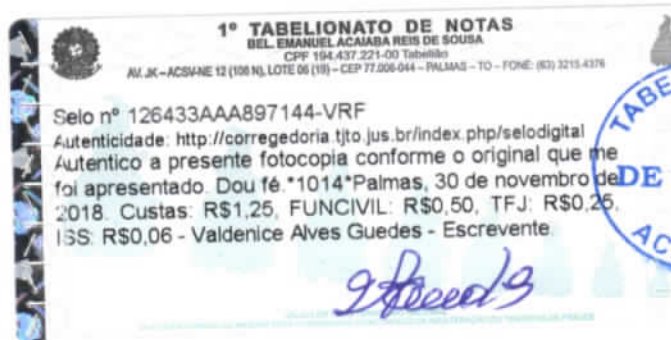 1º TABELIONATO DE NOTAS
BEL. EMANUEL ACAIABA REIS DE SOUSA
CPF 194.437.221-00 Tabelião
AV. JK – ACSV-NE 12 (106 N), LOTE 06 (19) – CEP 77.006-044 – PALMAS – TO – FONE: (63) 3215.4376
Selo nº 126433AAA897144-VRF
Autenticidade: http://corregedoria.tjto.jus.br/index.php/selodigital
Autentico a presente fotocopia conforme o original que me
foi apresentado. Dou fé.*1014*Palmas, 30 de novembro de
2018. Custas: R$1,25, FUNCIVIL: R$0,50, TFJ: R$0,25,
ISS: R$0,06 - Valdenice Alves Guedes - Escrevente.
TABE
DE
AC